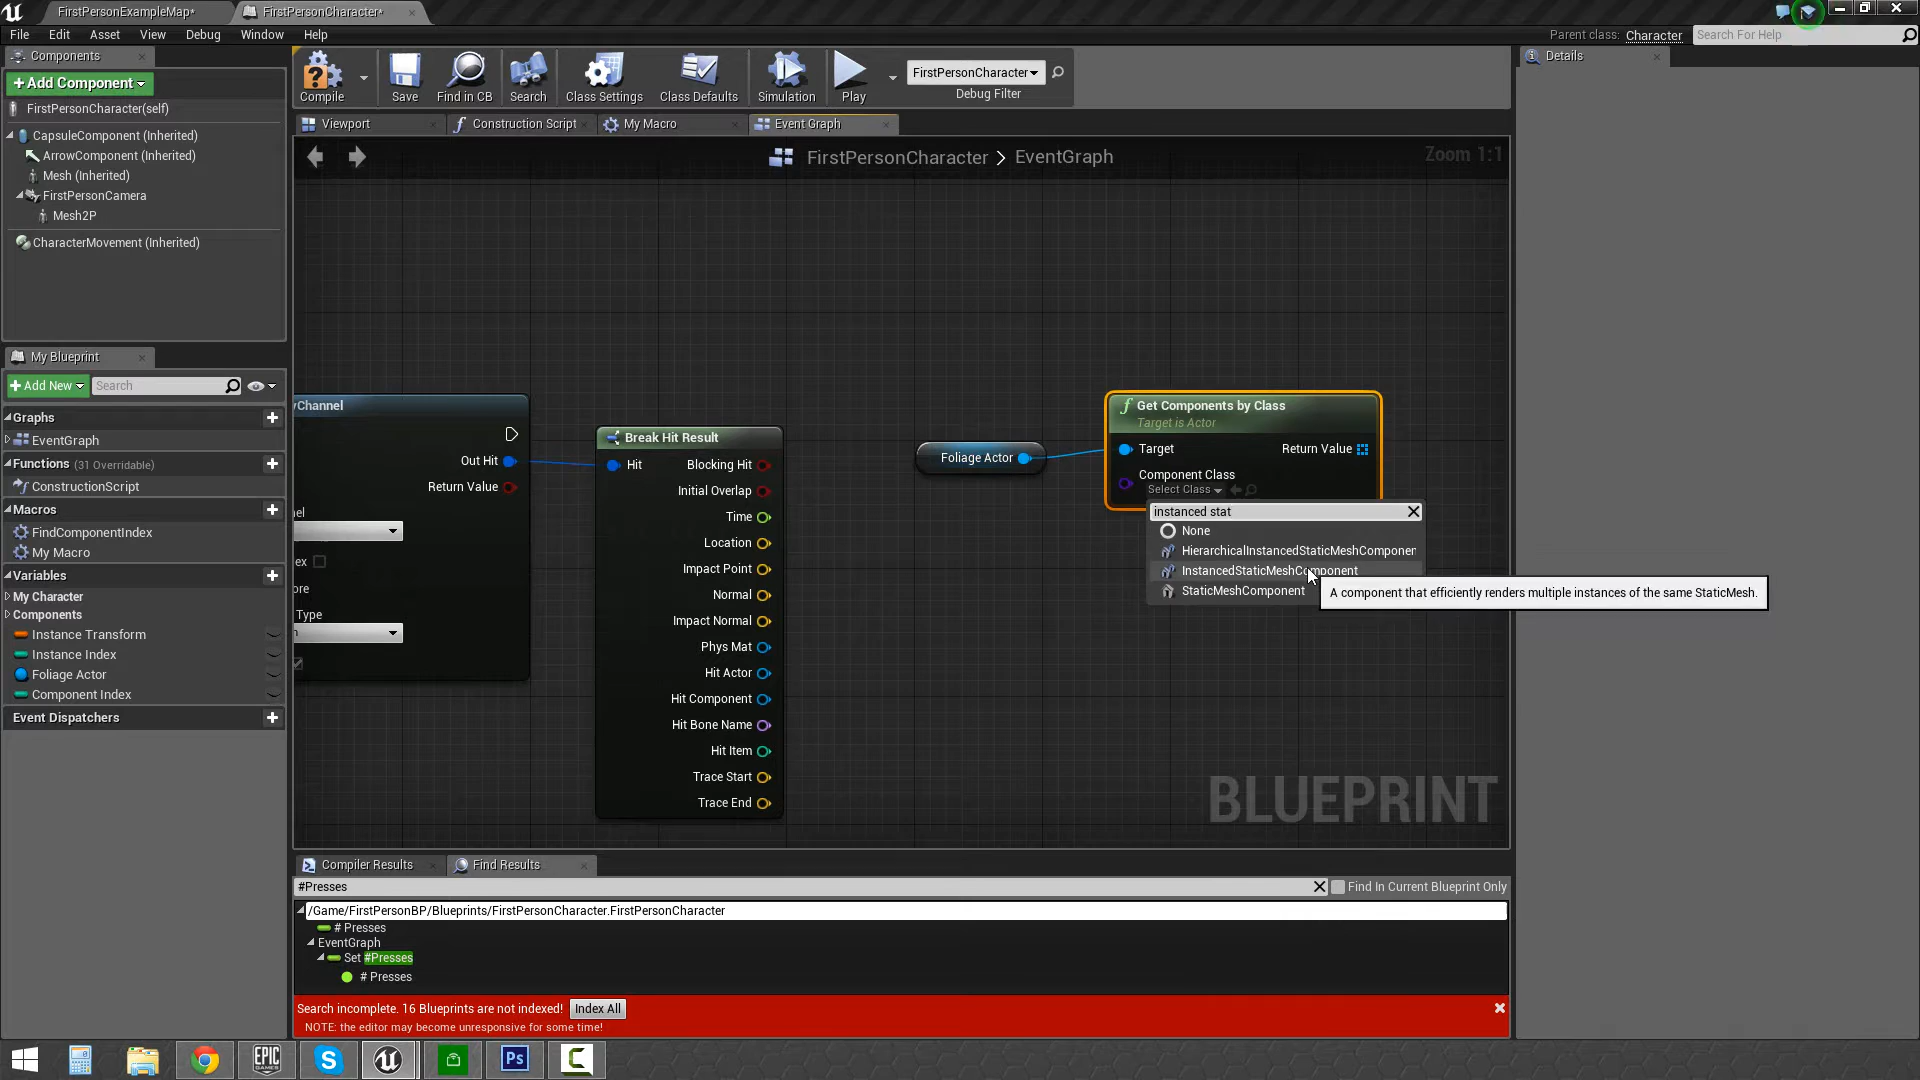 FirstPersonExampleMap*
FirstPersonCharacter*
File Edit Asset View Debug Window Help
Parent class: Character
Search For Help
Components
Add Component
FirstPersonCharacter(self)
CapsuleComponent (Inherited)
ArrowComponent (Inherited)
Mesh (Inherited)
FirstPersonCamera
Mesh2P
CharacterMovement (Inherited)
My Blueprint
Add New
Search
Graphs
EventGraph
Functions (31 Overridable)
ConstructionScript
Macros
FindComponentIndex
My Macro
Variables
My Character
Components
Instance Transform
Instance Index
Foliage Actor
Component Index
Event Dispatchers
Compile
Save
Find in CB
Search
Class Settings
Class Defaults
Simulation
Play
FirstPersonCharacter
Debug Filter
Viewport
Construction Script
My Macro
Event Graph
FirstPersonCharacter > EventGraph
Zoom 1:1
yChannel
Out Hit
Return Value
nel
ex
ore
Type
n
Break Hit Result
Hit
Blocking Hit
Initial Overlap
Time
Location
Impact Point
Normal
Impact Normal
Phys Mat
Hit Actor
Hit Component
Hit Bone Name
Hit Item
Trace Start
Trace End
Foliage Actor
Get Components by Class
Target is Actor
Target
Return Value
Component Class
Select Class
instanced stat
None
HierarchicalInstancedStaticMeshComponen
InstancedStaticMeshComponent
StaticMeshComponent
A component that efficiently renders multiple instances of the same StaticMesh.
BLUEPRINT
Details
Compiler Results
Find Results
#Presses
Find In Current Blueprint Only
/Game/FirstPersonBP/Blueprints/FirstPersonCharacter.FirstPersonCharacter
# Presses
EventGraph
Set #Presses
# Presses
Search incomplete. 16 Blueprints are not indexed!
Index All
NOTE: the editor may become unresponsive for some time!
EPIC
GAMES
Ps